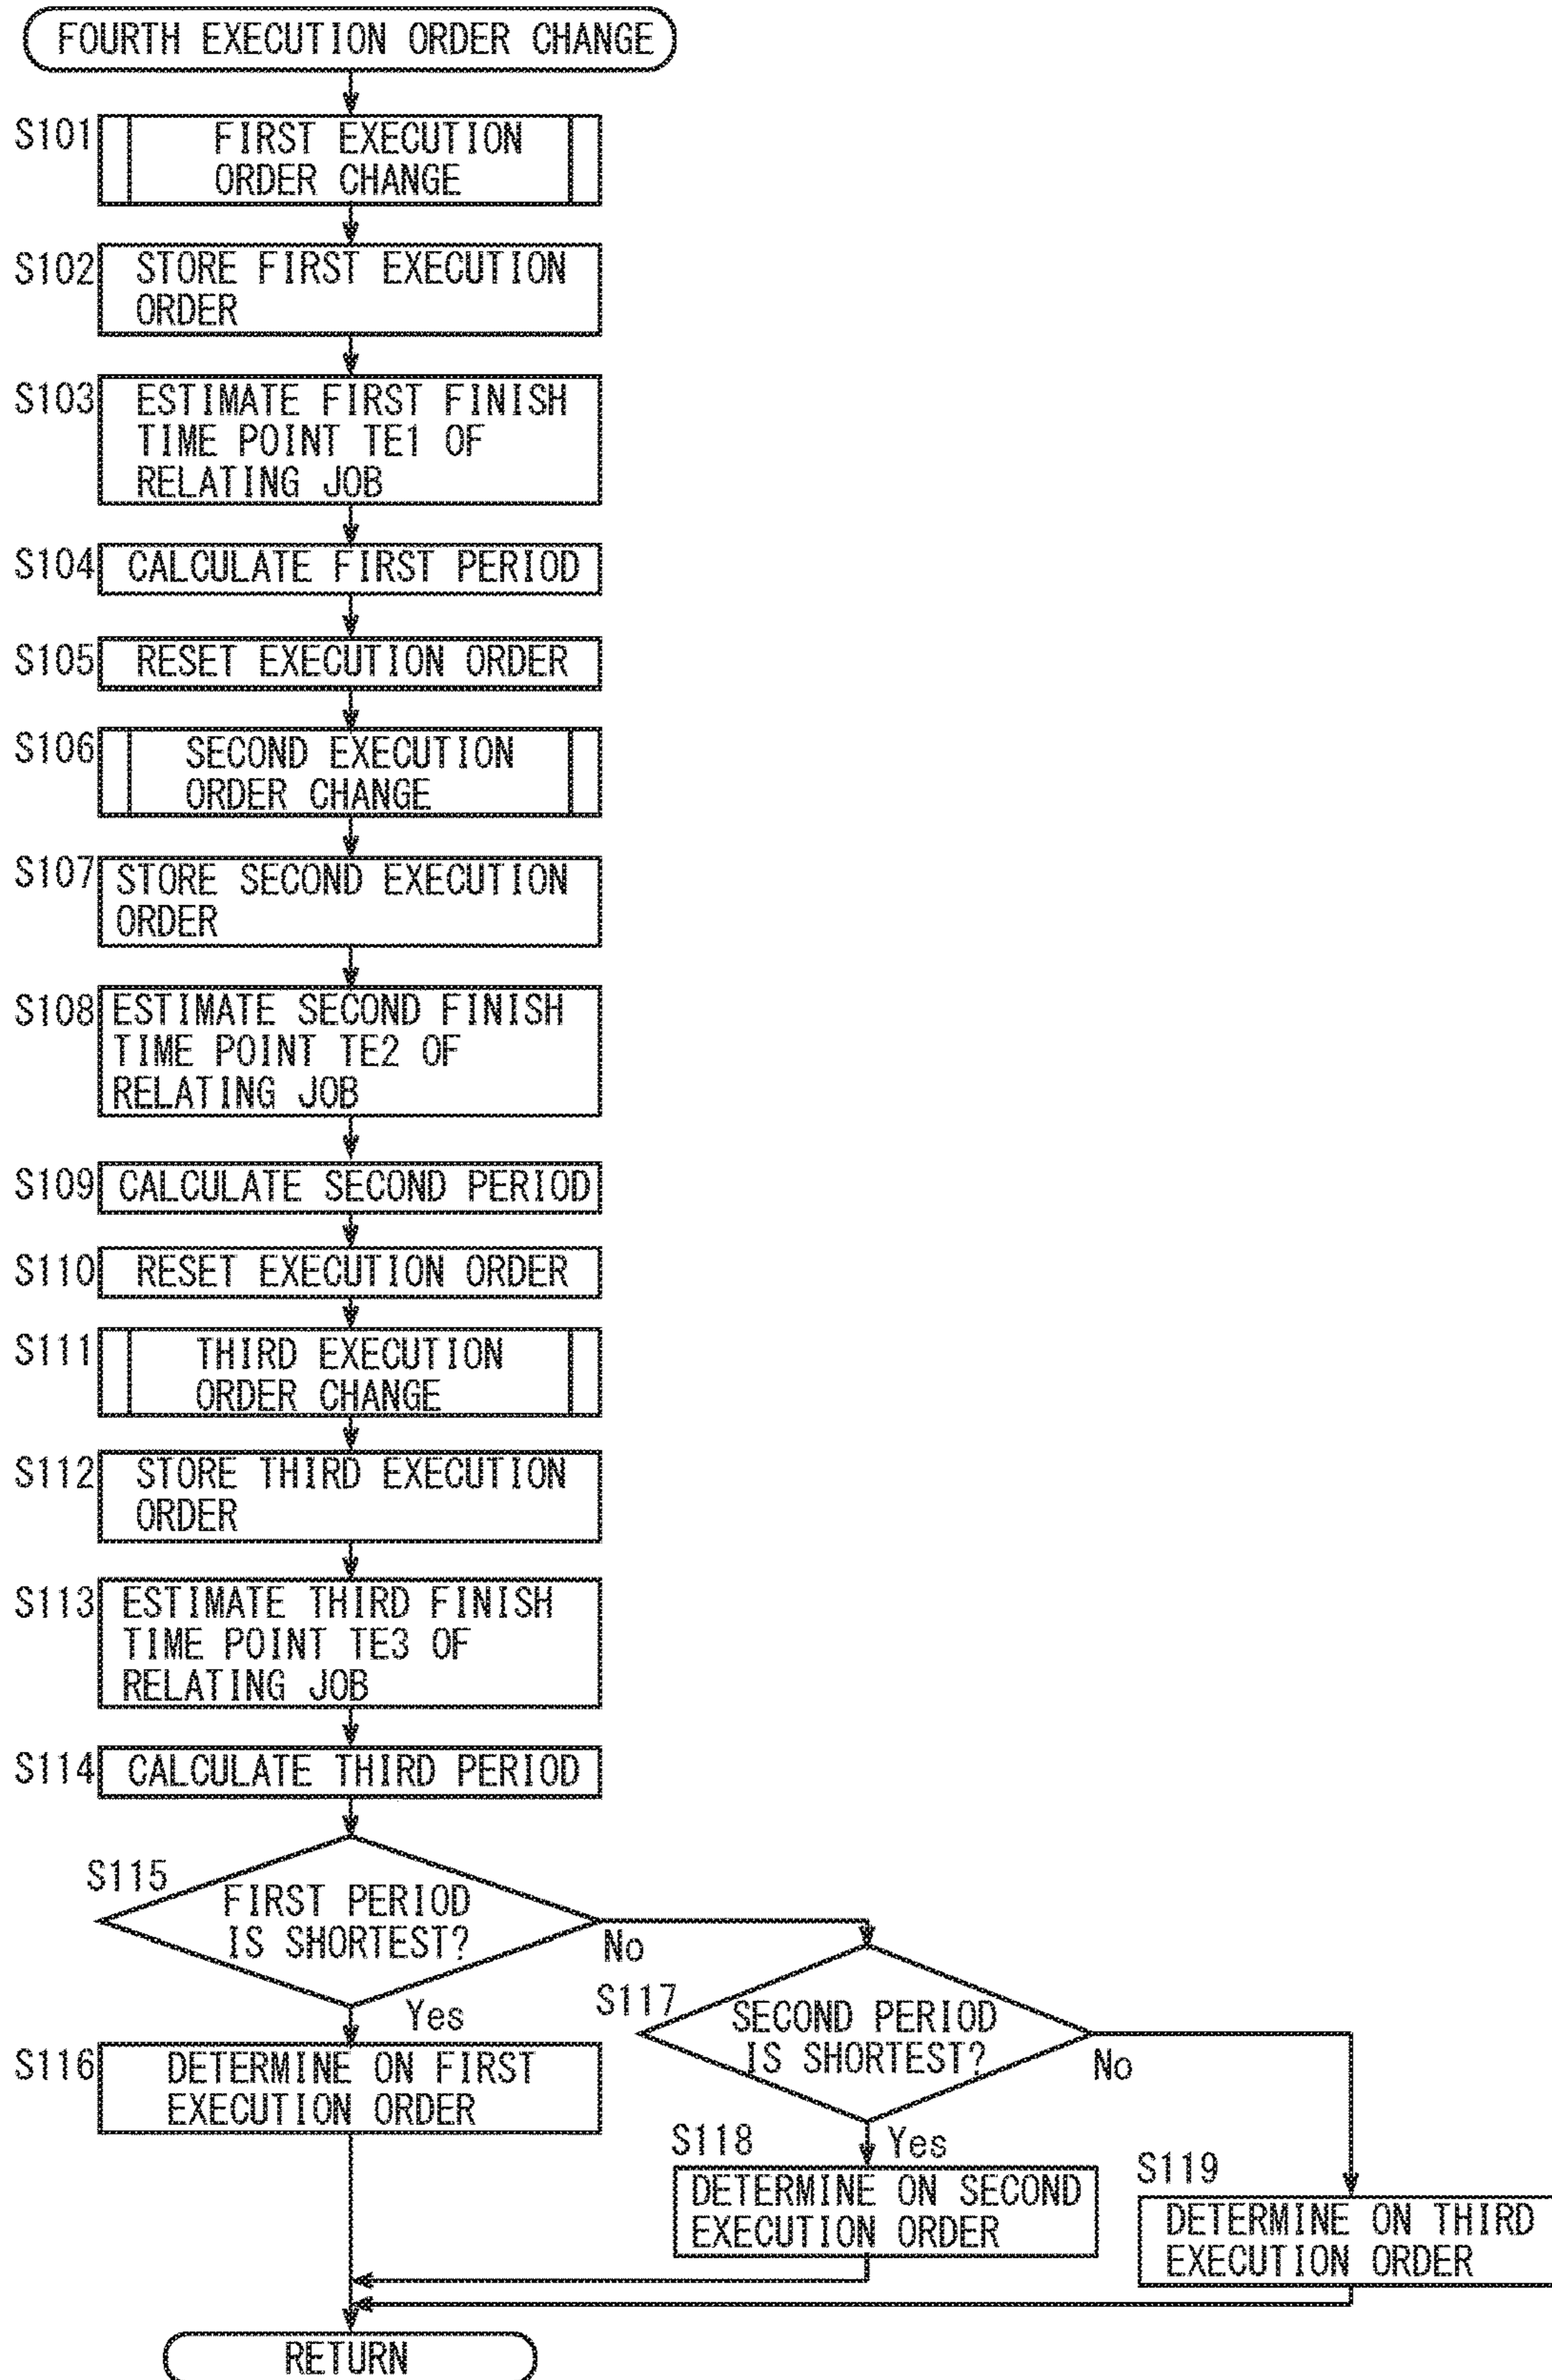 FOURTH EXECUTION ORDER CHANGE
S101
FIRST EXECUTION
ORDER CHANGE
S102
STORE FIRST EXECUTION
ORDER
S103
ESTIMATE FIRST FINISH
TIME POINT TE1 OF
RELATING JOB
S104
CALCULATE FIRST PERIOD
S105
RESET EXECUTION ORDER
S106
SECOND EXECUTION
ORDER CHANGE
S107
STORE SECOND EXECUTION
ORDER
S108
ESTIMATE SECOND FINISH
TIME POINT TE2 OF
RELATING JOB
S109
CALCULATE SECOND PERIOD
S110
RESET EXECUTION ORDER
S111
THIRD EXECUTION
ORDER CHANGE
S112
STORE THIRD EXECUTION
ORDER
S113
ESTIMATE THIRD FINISH
TIME POINT TE3 OF
RELATING JOB
S114
CALCULATE THIRD PERIOD
S115
FIRST PERIOD
IS SHORTEST?
No
Yes
S116
DETERMINE ON FIRST
EXECUTION ORDER
S117
SECOND PERIOD
IS SHORTEST?
No
Yes
S118
DETERMINE ON SECOND
EXECUTION ORDER
S119
DETERMINE ON THIRD
EXECUTION ORDER
RETURN